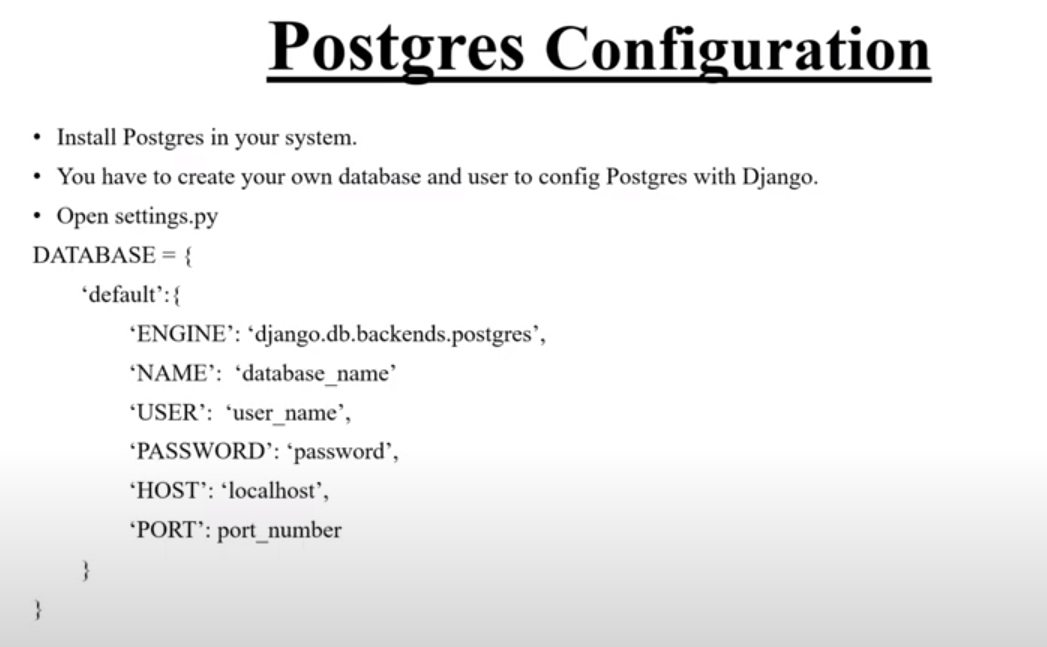 Postgres Configuration
• Install Postgres in your system.
• You have to create your own database and user to config Postgres with Django.
• Open settings.py
DATABASE = {
‘default’:{
‘ENGINE’: ‘django.db.backends.postgres’,
‘NAME’:  ‘database_name’
‘USER’:  ‘user_name’,
‘PASSWORD’: ‘password’,
‘HOST’: ‘localhost’,
‘PORT’: port_number
}
}